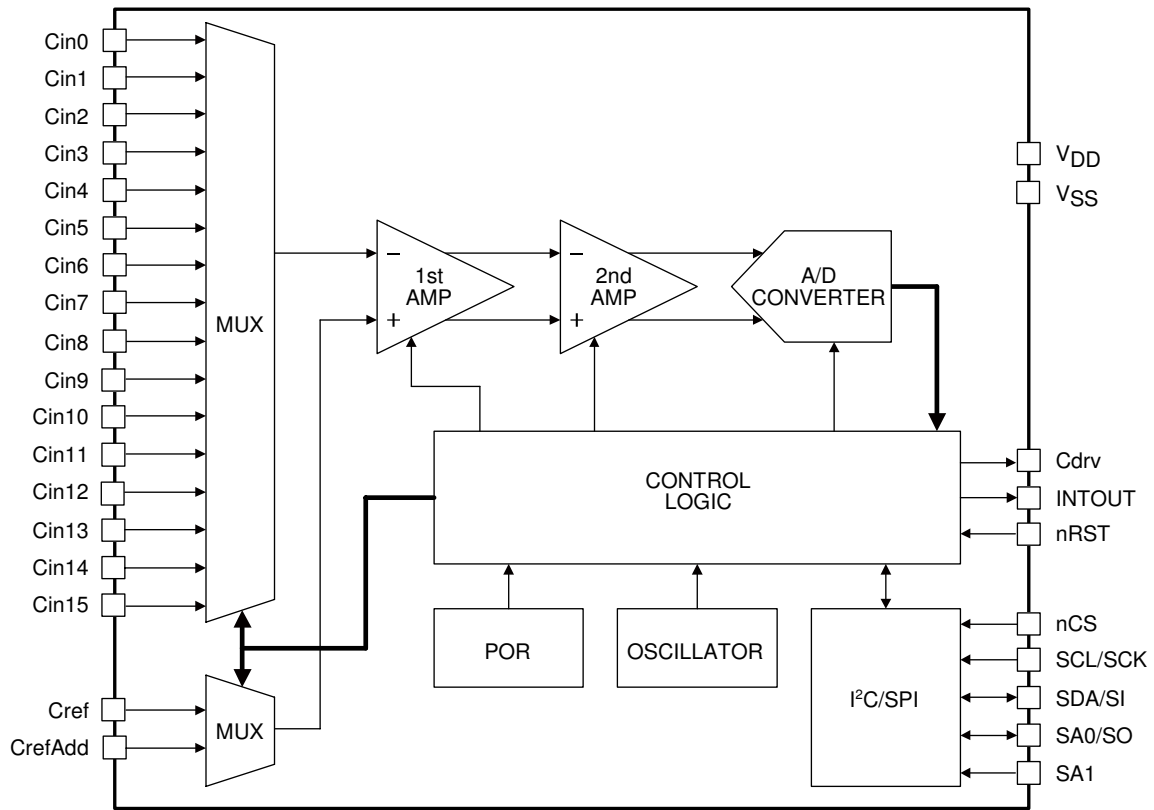 Cin0
Cin1
Cin2
Cin3
Cin4
Cin5
Cin6
Cin7
Cin8
Cin9
Cin10
Cin11
Cin12
Cin13
Cin14
Cin15
Cref
CrefAdd
MUX
MUX
−
+
1st
AMP
−
+
2nd
AMP
A/D
CONVERTER
CONTROL
LOGIC
POR
OSCILLATOR
I²C/SPI
VDD
VSS
Cdrv
INTOUT
nRST
nCS
SCL/SCK
SDA/SI
SA0/SO
SA1